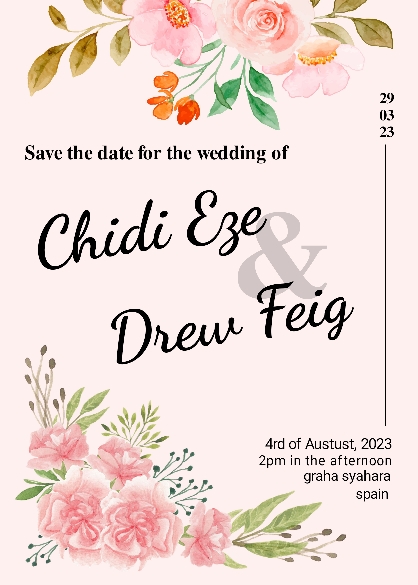 29
03
23
Save the date for the wedding of
Chidi Eze
&
Drew Feig
4rd of Austust, 2023
2pm in the afternoon
graha syahara
spain